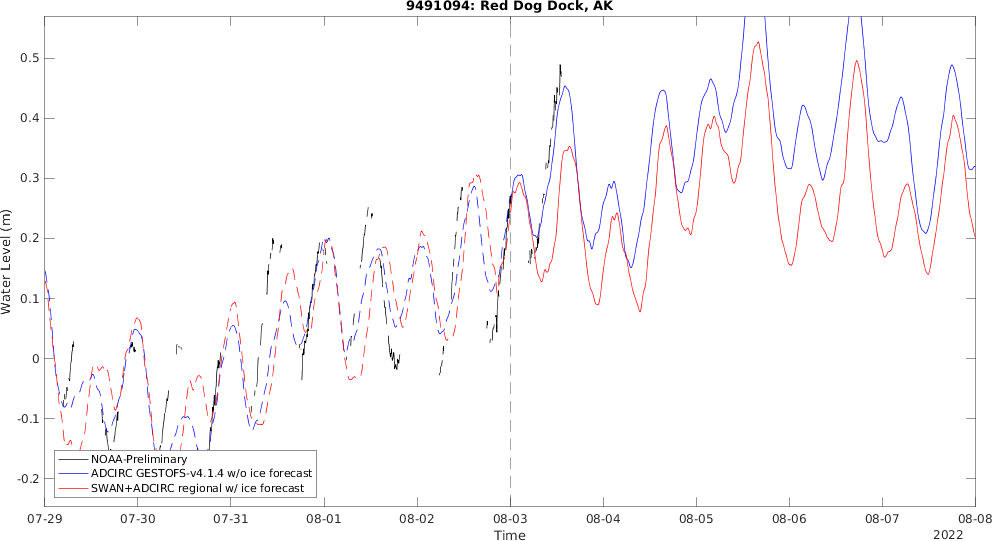 9491094: Red Dog Dock, AK
Water Level (m)
0.5
0.4
0.3
0.2
0.1
0
-0.1
-0.2
NOAA-Preliminary
ADCIRC GESTOFS-v4.1.4 w/o ice forecast
SWAN+ADCIRC regional w/ ice forecast
07-29 07-30 07-31 08-01 08-02 08-03 08-04 08-05 08-06 08-07 08-08
Time
2022